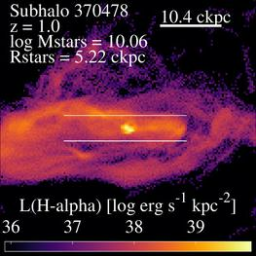 Subhalo 370478
z = 1.0
log Mstars = 10.06
Rstars = 5.22 ckpc
10.4 ckpc
L(H-alpha) [log erg s⁻¹ kpc⁻²]
36 37 38 39